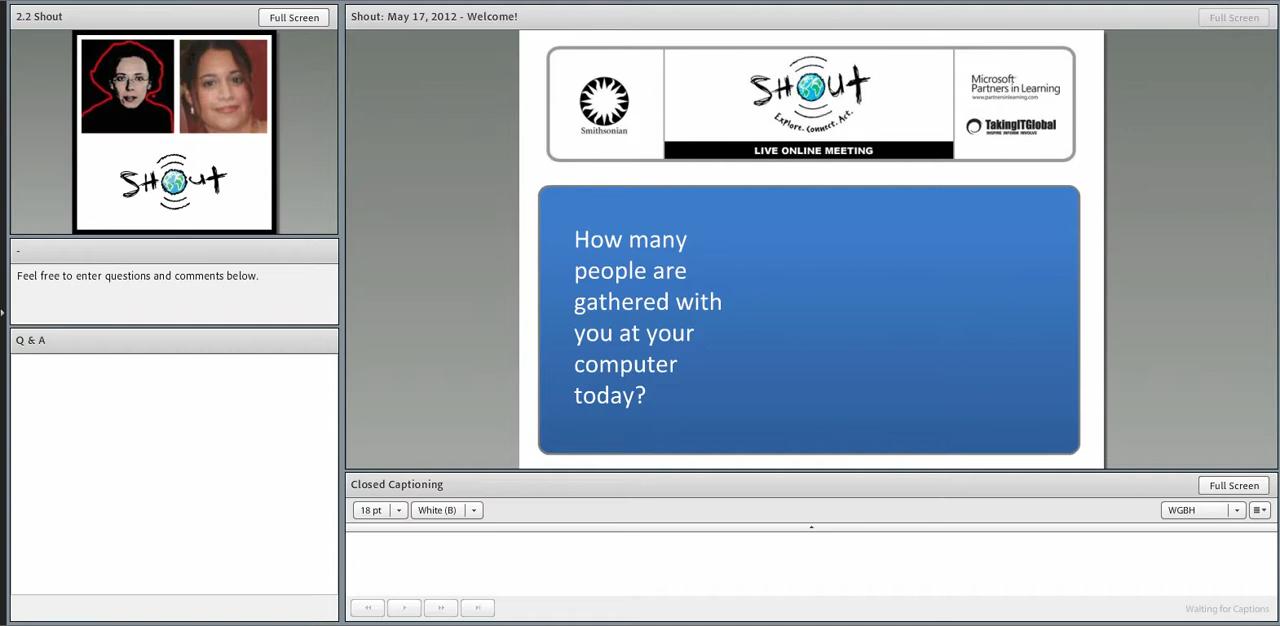 2.2 Shout
Full Screen
SHOUT
-
Feel free to enter questions and comments below.
Q & A
Shout: May 17, 2012 - Welcome!
Full Screen
Smithsonian
SHOUT
Explore. Connect. Act.
LIVE ONLINE MEETING
Microsoft
Partners in Learning
www.partnersinlearning.com
TakingITGlobal
INSPIRE INFORM INVOLVE
How many
people are
gathered with
you at your
computer
today?
Closed Captioning
Full Screen
18 pt
White (B)
WGBH
Waiting for Captions